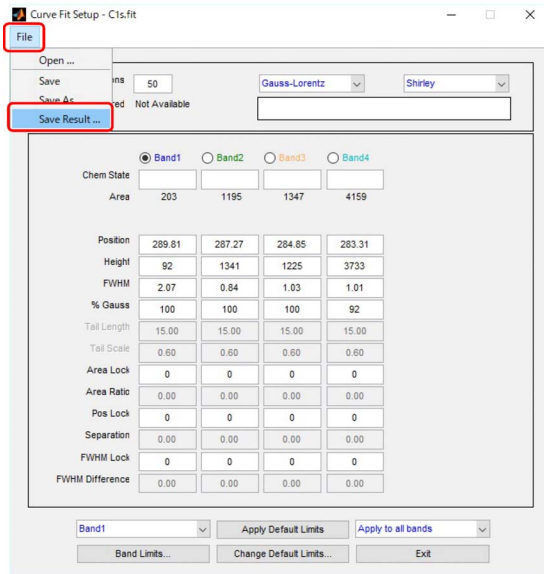 Curve Fit Setup - C1s.fit
File
Open ...
Save
Save As
Save Result ...
ns 50 Gauss-Lorentz Shirley
red Not Available
Band1 Band2 Band3 Band4
Chem State
Area 203 1195 1347 4159
Position 289.81 287.27 284.85 283.31
Height 92 1341 1225 3733
FWHM 2.07 0.84 1.03 1.01
% Gauss 100 100 100 92
Tail Length 15.00 15.00 15.00 15.00
Tail Scale 0.60 0.60 0.60 0.60
Area Lock 0 0 0 0
Area Ratio 0.00 0.00 0.00 0.00
Pos Lock 0 0 0 0
Separation 0.00 0.00 0.00 0.00
FWHM Lock 0 0 0 0
FWHM Difference 0.00 0.00 0.00 0.00
Band1 Apply Default Limits Apply to all bands
Band Limits... Change Default Limits... Exit